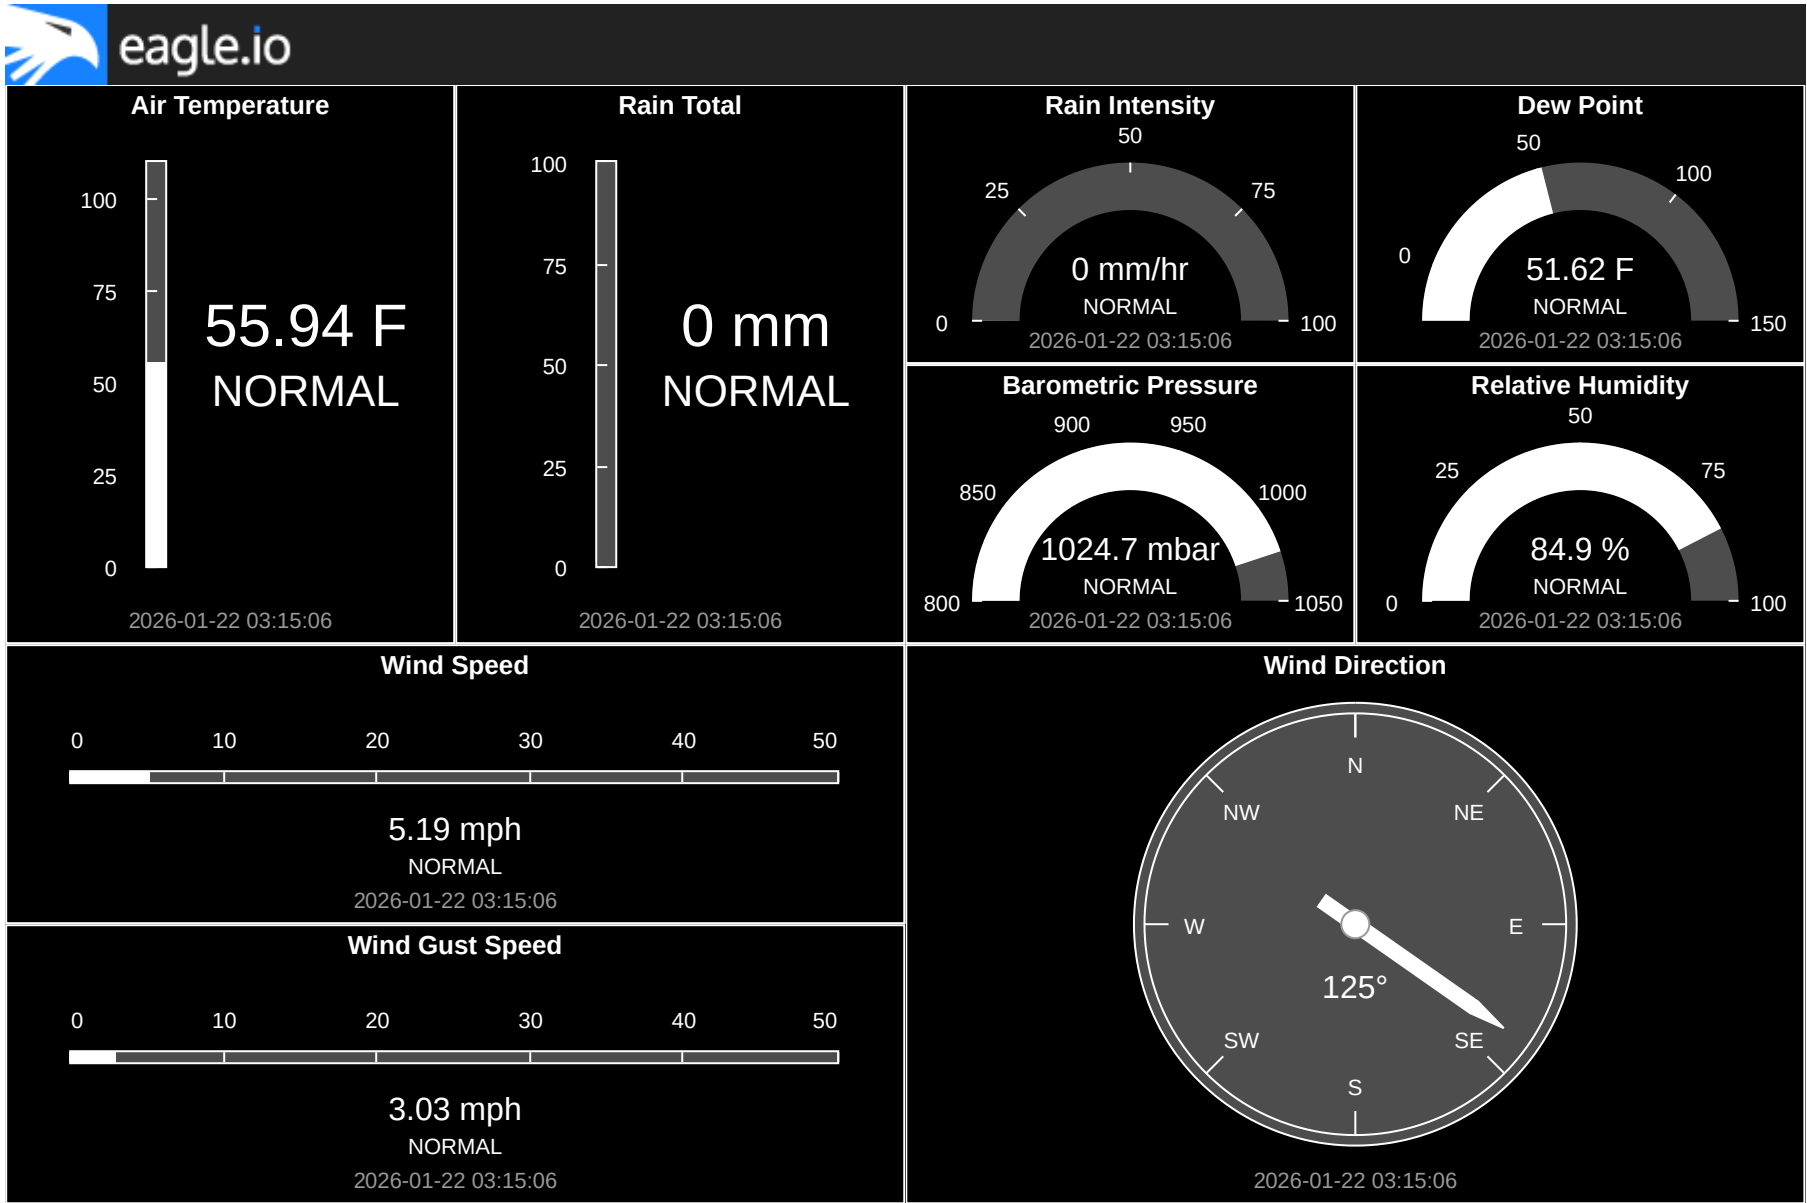 eagle.io
Air Temperature
100
75
50
25
0
55.94 F
NORMAL
2026-01-22 03:15:06
Rain Total
100
75
50
25
0
0 mm
NORMAL
2026-01-22 03:15:06
Rain Intensity
0
25
50
75
100
0 mm/hr
NORMAL
2026-01-22 03:15:06
Dew Point
0
50
100
150
51.62 F
NORMAL
2026-01-22 03:15:06
Barometric Pressure
800
850
900
950
1000
1050
1024.7 mbar
NORMAL
2026-01-22 03:15:06
Relative Humidity
0
25
50
75
100
84.9 %
NORMAL
2026-01-22 03:15:06
Wind Speed
0 10 20 30 40 50
5.19 mph
NORMAL
2026-01-22 03:15:06
Wind Gust Speed
0 10 20 30 40 50
3.03 mph
NORMAL
2026-01-22 03:15:06
Wind Direction
N
NW NE
W E
125°
SW SE
S
2026-01-22 03:15:06